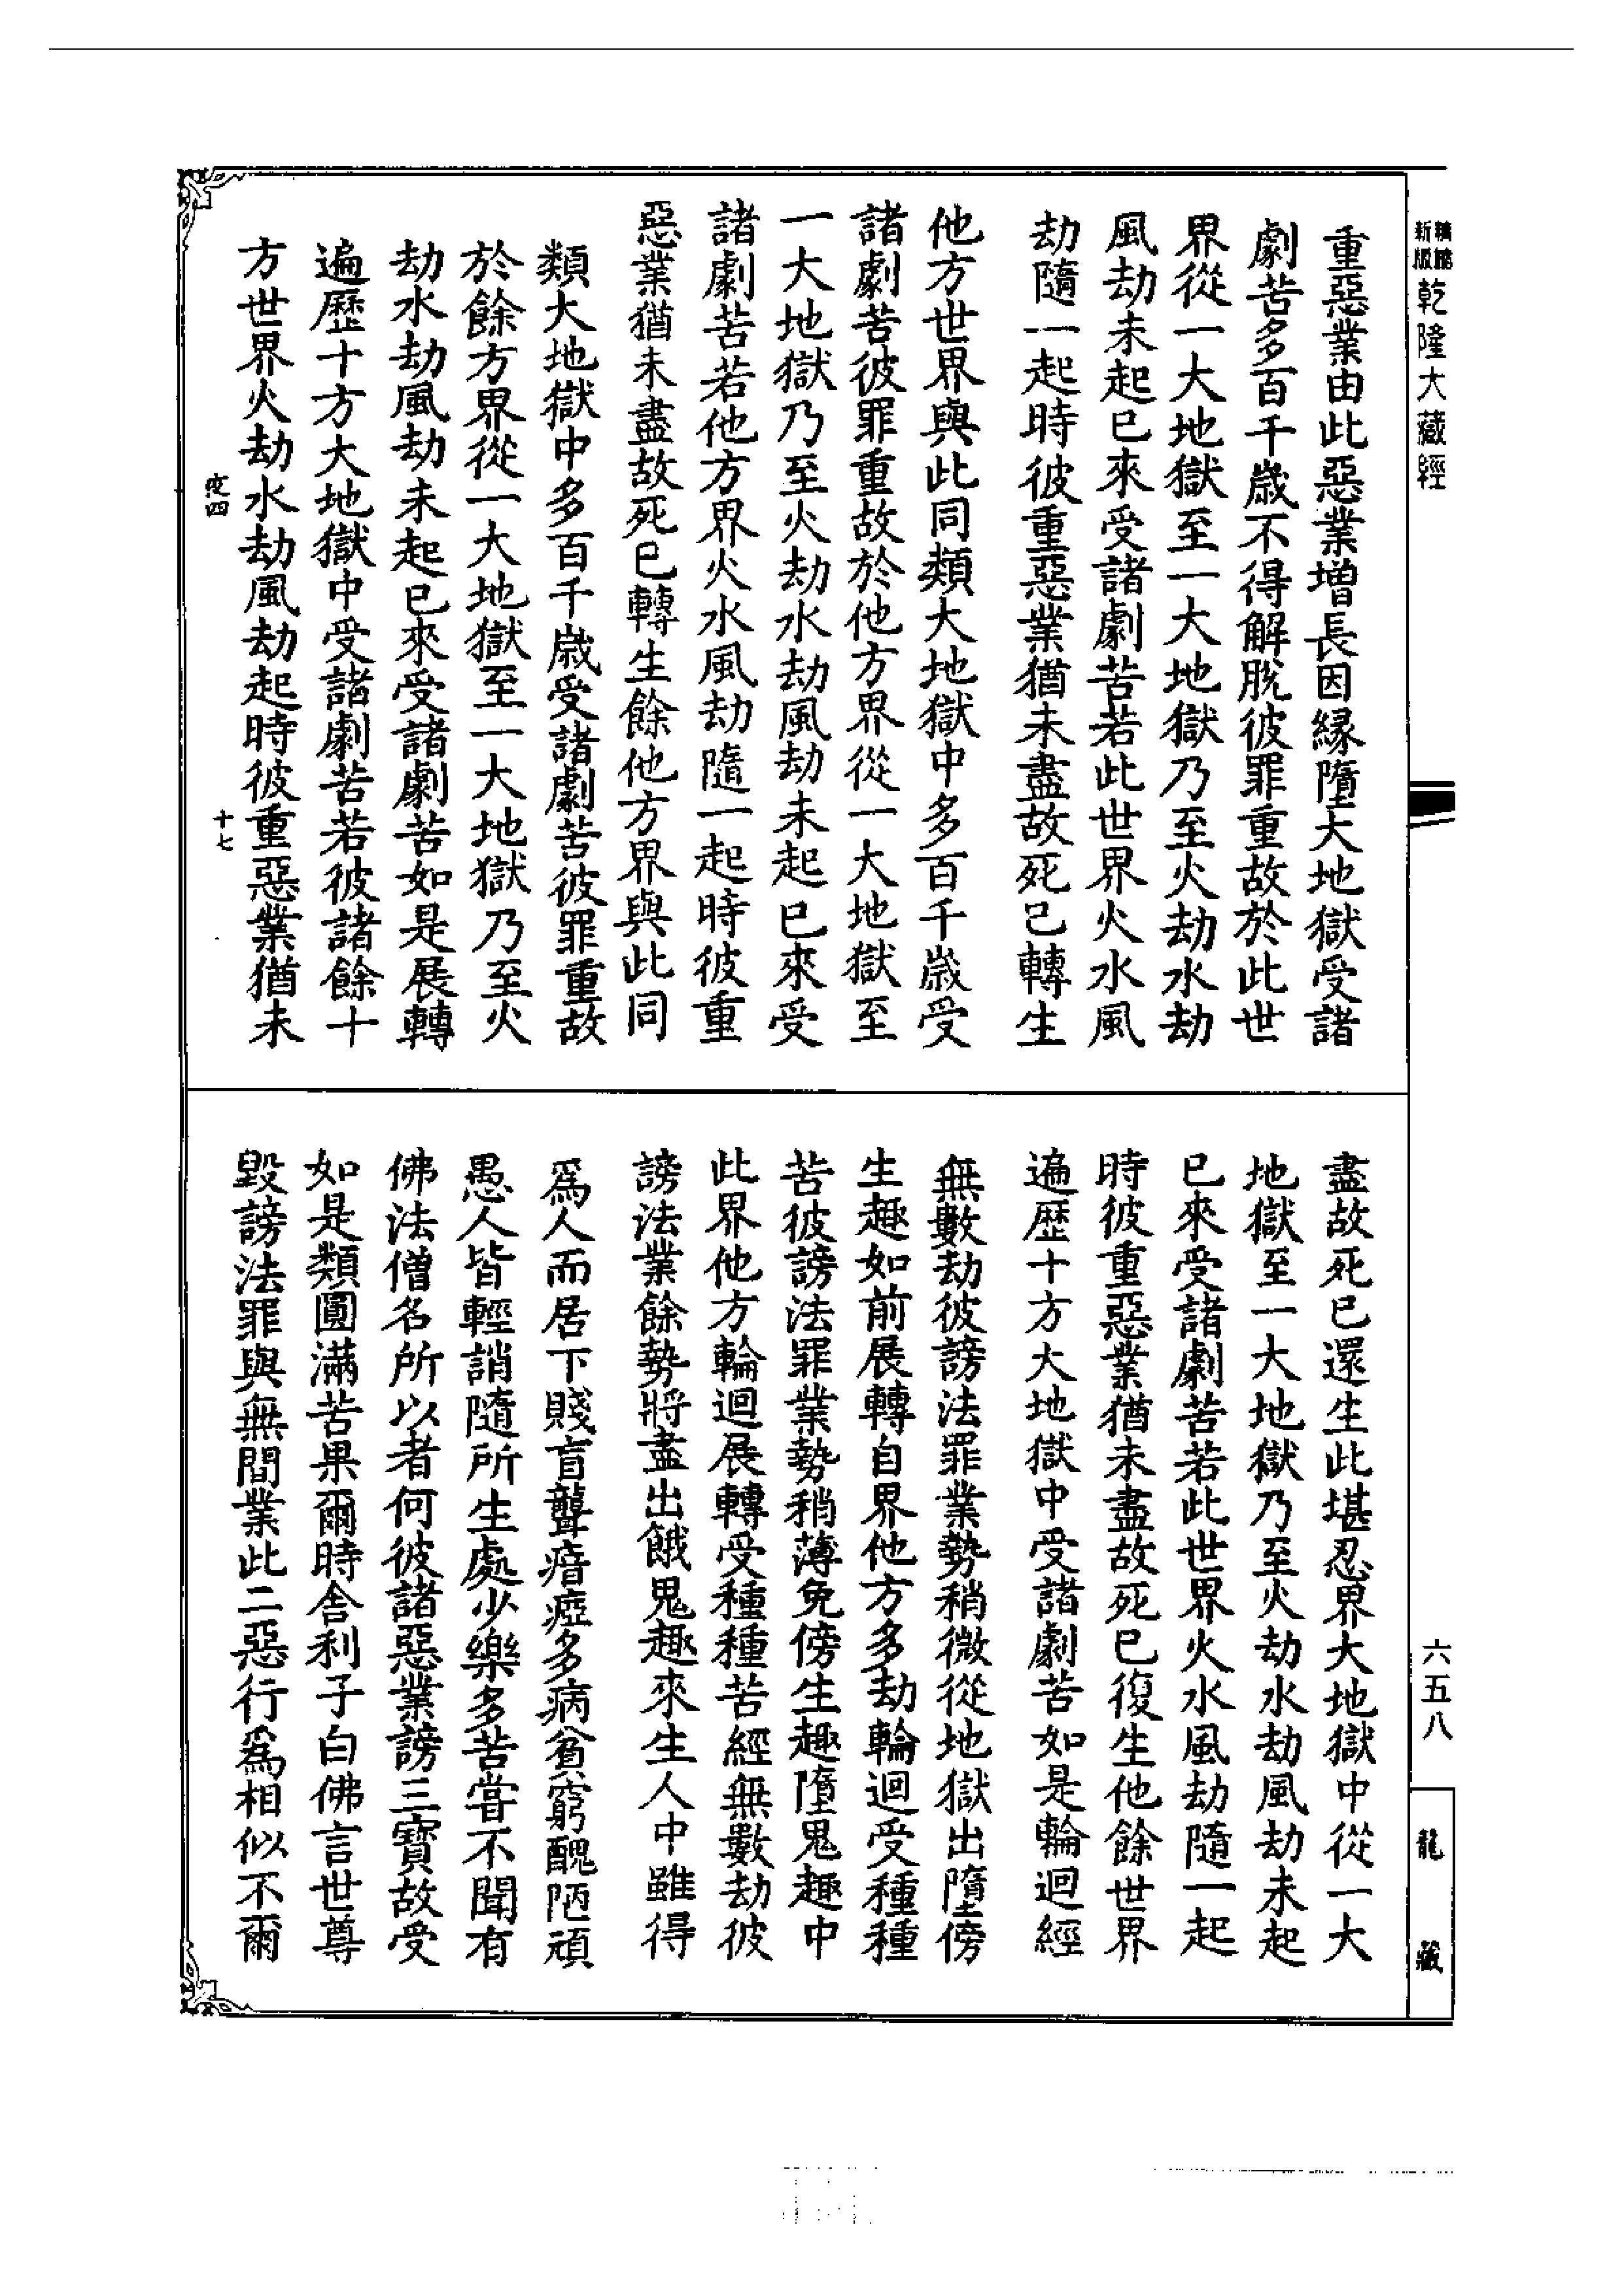 新版
乾隆大藏經
重惡業由此惡業增長因緣墮大地獄受諸
劇苦多百千歲不得解脫彼罪重故於此世
界從一大地獄至一大地獄乃至火劫水劫
風劫未起已來受諸劇苦若此世界火水風
劫隨一起時彼重惡業猶未盡故死已轉生
他方世界與此同類大地獄中多百千歲受
諸劇苦彼罪重故於他方界從一大地獄至
一大地獄乃至火劫水劫風劫未起已來受
諸劇苦若他方界火水風劫隨一起時彼重
惡業猶未盡故死已轉生餘他方界與此同
類大地獄中多百千歲受諸劇苦彼罪重故
於餘方界從一大地獄至一大地獄乃至火
劫水劫風劫未起已來受諸劇苦如是展轉
遍歷十方大地獄中受諸劇苦若彼諸餘十
方世界火劫水劫風劫起時彼重惡業猶未
夜四
十七
盡故死已還生此堪忍界大地獄中從一大
地獄至一大地獄乃至火劫水劫風劫未起
已來受諸劇苦若此世界火水風劫隨一起
時彼重惡業猶未盡故死已復生他餘世界
遍歷十方大地獄中受諸劇苦如是輪迴經
無數劫彼謗法罪業勢稍微從地獄出墮傍
生趣如前展轉自界他方多劫輪迴受種種
苦彼謗法罪業勢稍薄免傍生趣墮鬼趣中
此界他方輪迴展轉受種種苦經無數劫彼
謗法業餘勢將盡出餓鬼趣來生人中雖得
爲人而居下賤盲聾瘖瘂多病貧窮醜陋頑
愚人皆輕誚隨所生處少樂多苦甞不聞有
佛法僧名所以者何彼諸惡業謗三寶故受
如是類圓滿苦果爾時舍利子白佛言世尊
毀謗法罪與無間業此二惡行爲相似不爾
六五八
龍藏